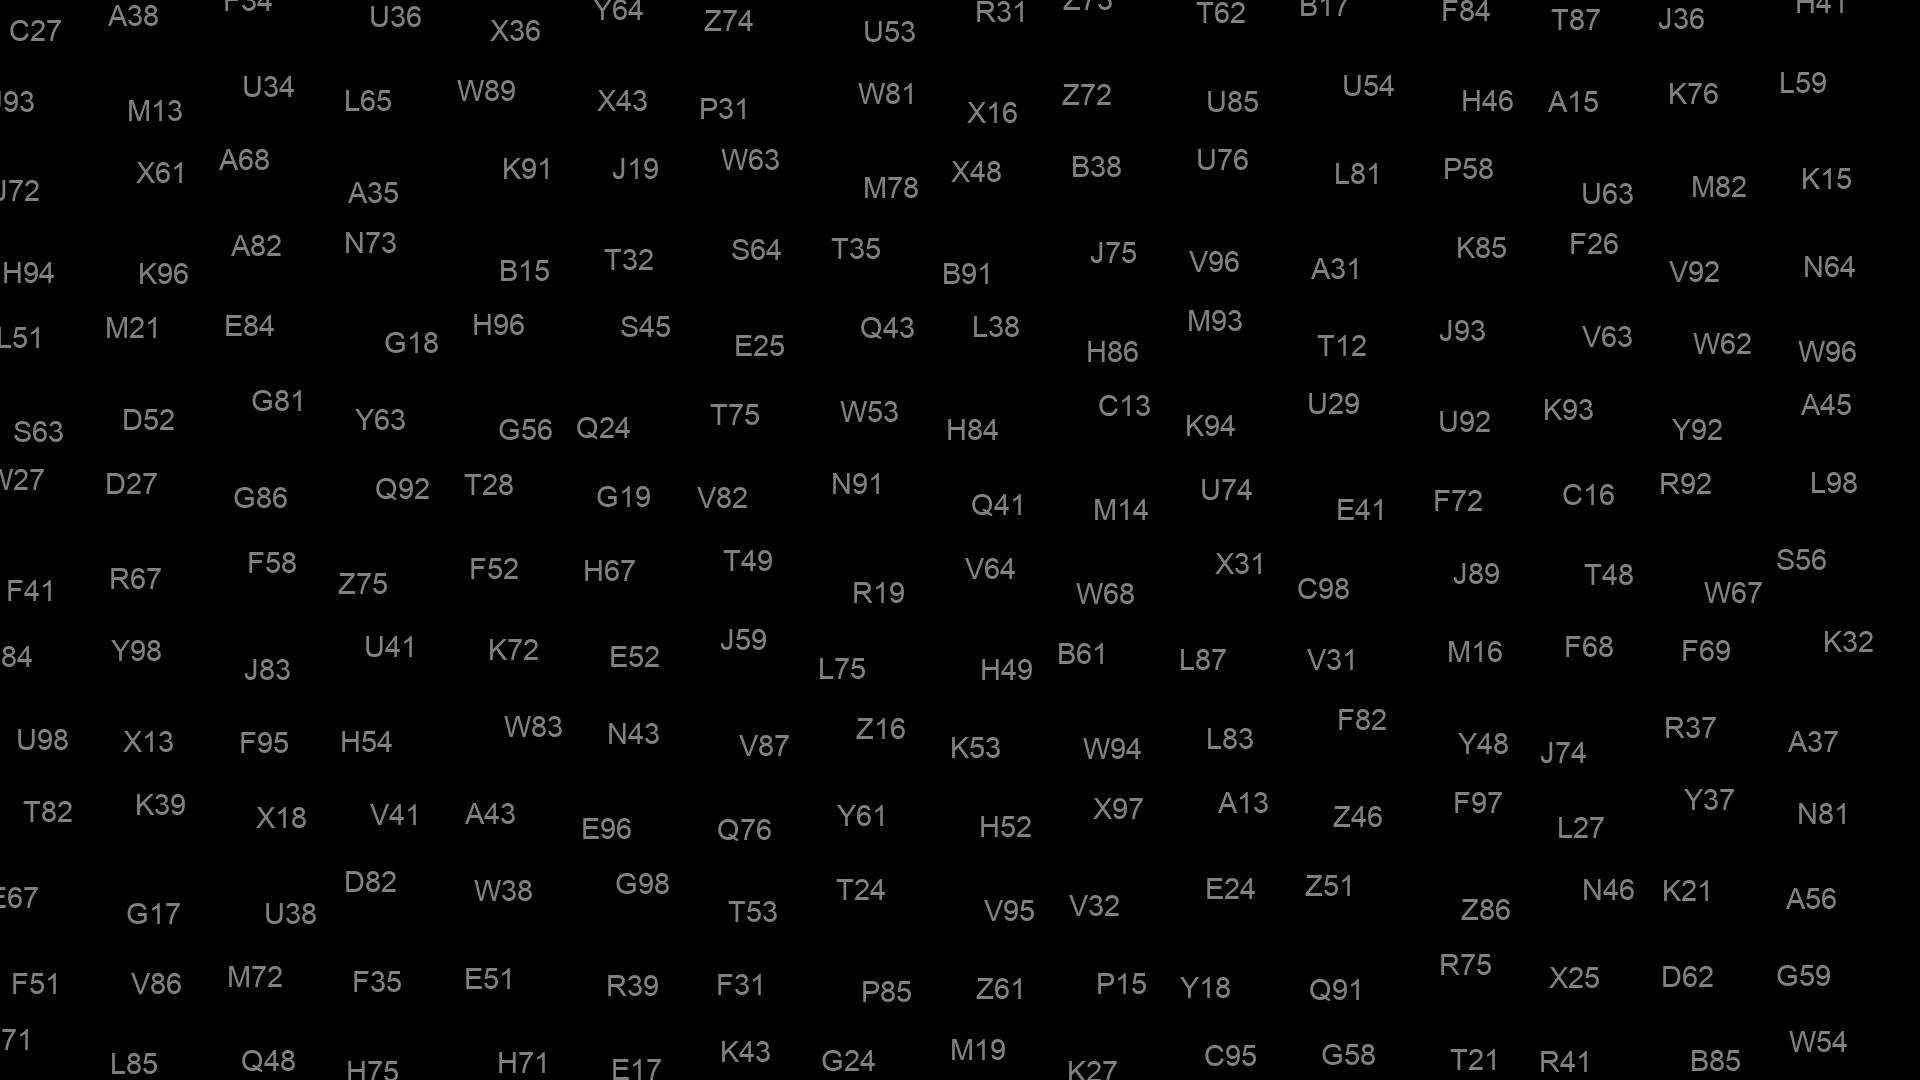 C27 A38 F34 U36 X36 Y64 Z74 U53 R31 Z73 T62 B17 F84 T87 J36 H41
M13 U34 L65 W89 X43 P31 W81 X16 Z72 U85 U54 H46 A15 K76 L59
J72 X61 A68 A35 K91 J19 W63 M78 X48 B38 U76 L81 P58 U63 M82 K15
H94 K96 A82 N73 B15 T32 S64 T35 B91 J75 V96 A31 K85 F26 V92 N64
L51 M21 E84 G18 H96 S45 E25 Q43 L38 H86 M93 T12 J93 V63 W62 W96
S63 D52 G81 Y63 G56 Q24 T75 W53 H84 C13 K94 U29 U92 K93 Y92 A45
W27 D27 G86 Q92 T28 G19 V82 N91 Q41 M14 U74 E41 F72 C16 R92 L98
F41 R67 F58 Z75 F52 H67 T49 R19 V64 W68 X31 C98 J89 T48 W67 S56
84 Y98 J83 U41 K72 E52 J59 L75 H49 B61 L87 V31 M16 F68 F69 K32
U98 X13 F95 H54 W83 N43 V87 Z16 K53 W94 L83 F82 Y48 J74 R37 A37
T82 K39 X18 V41 A43 E96 Q76 Y61 H52 X97 A13 Z46 F97 L27 Y37 N81
E67 G17 U38 D82 W38 G98 T53 T24 V95 V32 E24 Z51 Z86 N46 K21 A56
F51 V86 M72 F35 E51 R39 F31 P85 Z61 P15 Y18 Q91 R75 X25 D62 G59
71 L85 Q48 H75 H71 E17 K43 G24 M19 K27 C95 G58 T21 R41 B85 W54